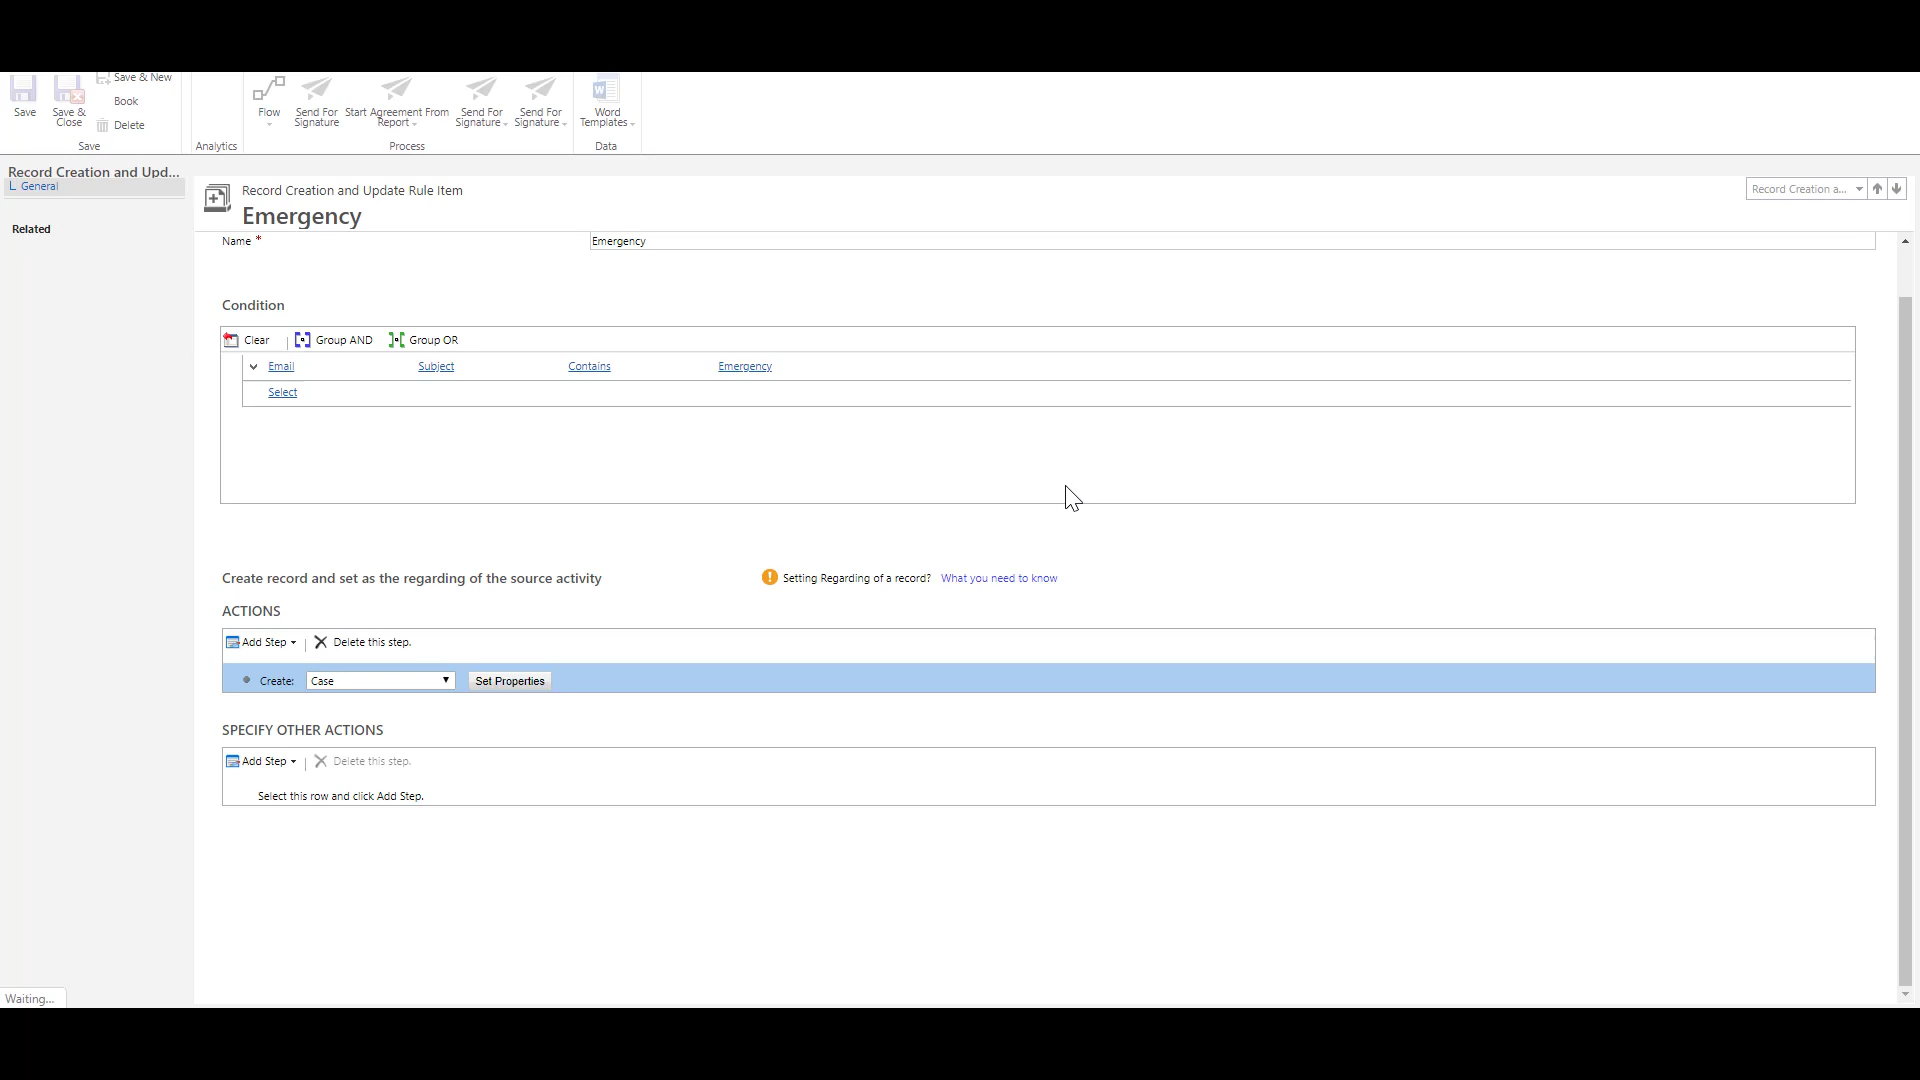 Save
Save &
Close
Save & New
Book
Delete
Save
Analytics
Flow
Send For
Signature
Start Agreement From
Report
Send For
Signature
Send For
Signature
Process
Word
Templates
Data
Record Creation and Upd...
General
Related
Record Creation and Update Rule Item
Emergency
Record Creation a...
Name *
Emergency
Condition
Clear
Group AND
Group OR
Email
Subject
Contains
Emergency
Select
Create record and set as the regarding of the source activity
Setting Regarding of a record? What you need to know
ACTIONS
Add Step
Delete this step.
Create:
Case
Set Properties
SPECIFY OTHER ACTIONS
Add Step
Delete this step.
Select this row and click Add Step.
Waiting...